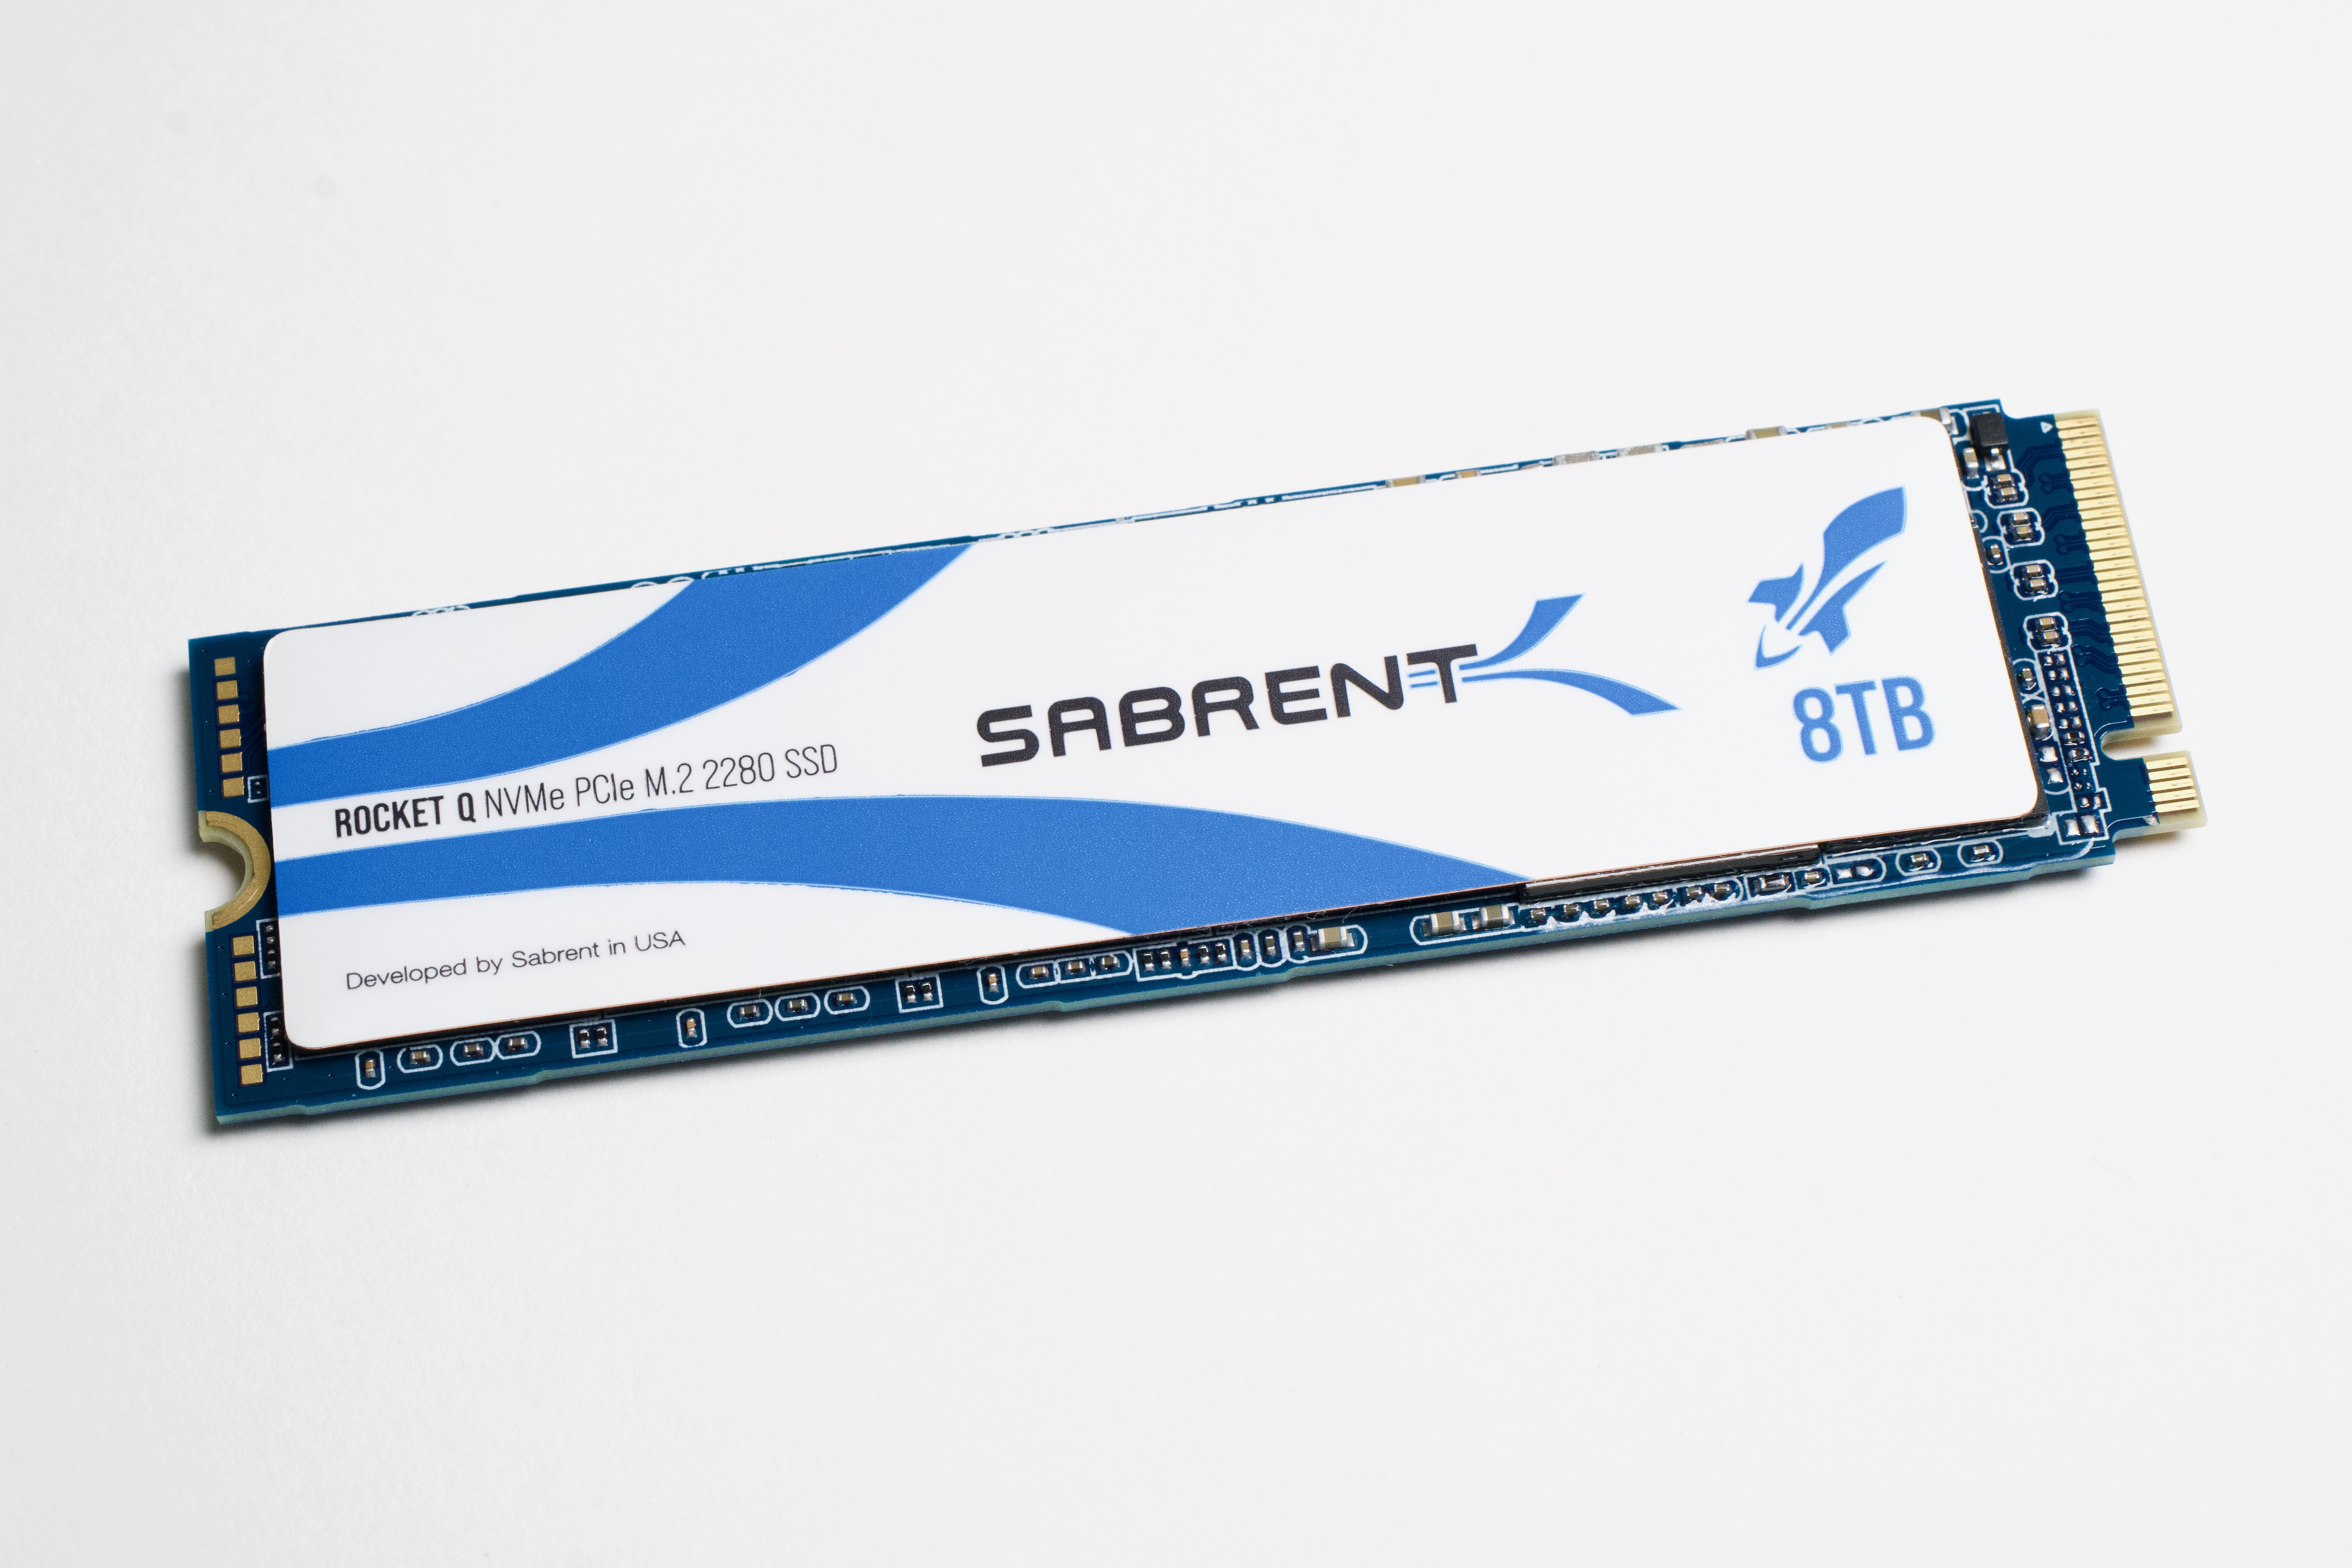 SABRENT
8TB
ROCKET Q NVMe PCIe M.2 2280 SSD
Developed by Sabrent in USA